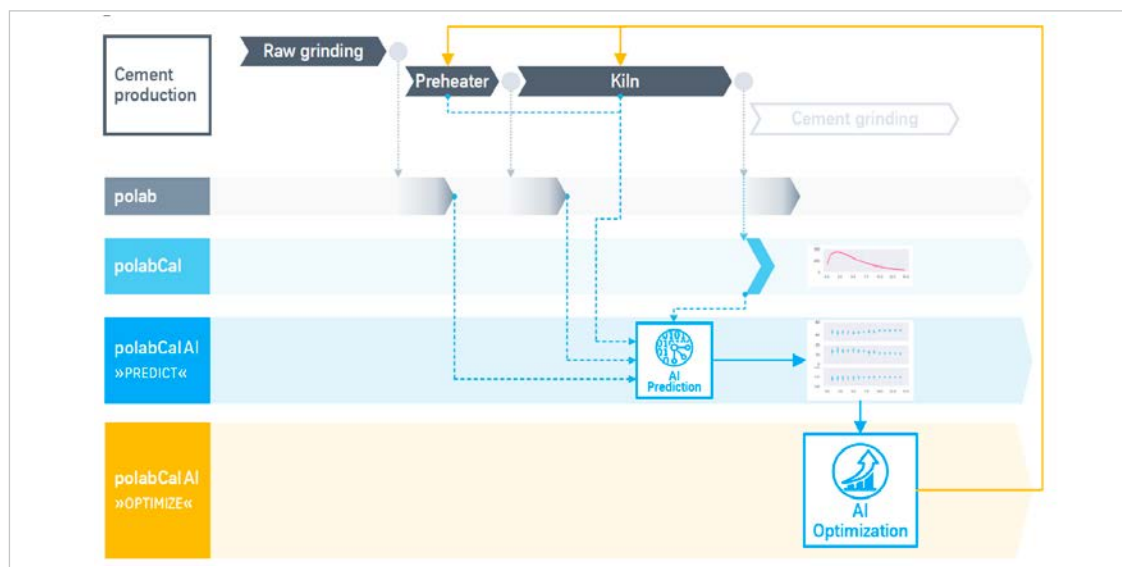 Cement
production
Raw grinding
Preheater
Kiln
Cement grinding
polab
polabCal
polabCal AI
»PREDICT«
AI
Prediction
polabCal AI
»OPTIMIZE«
AI
Optimization